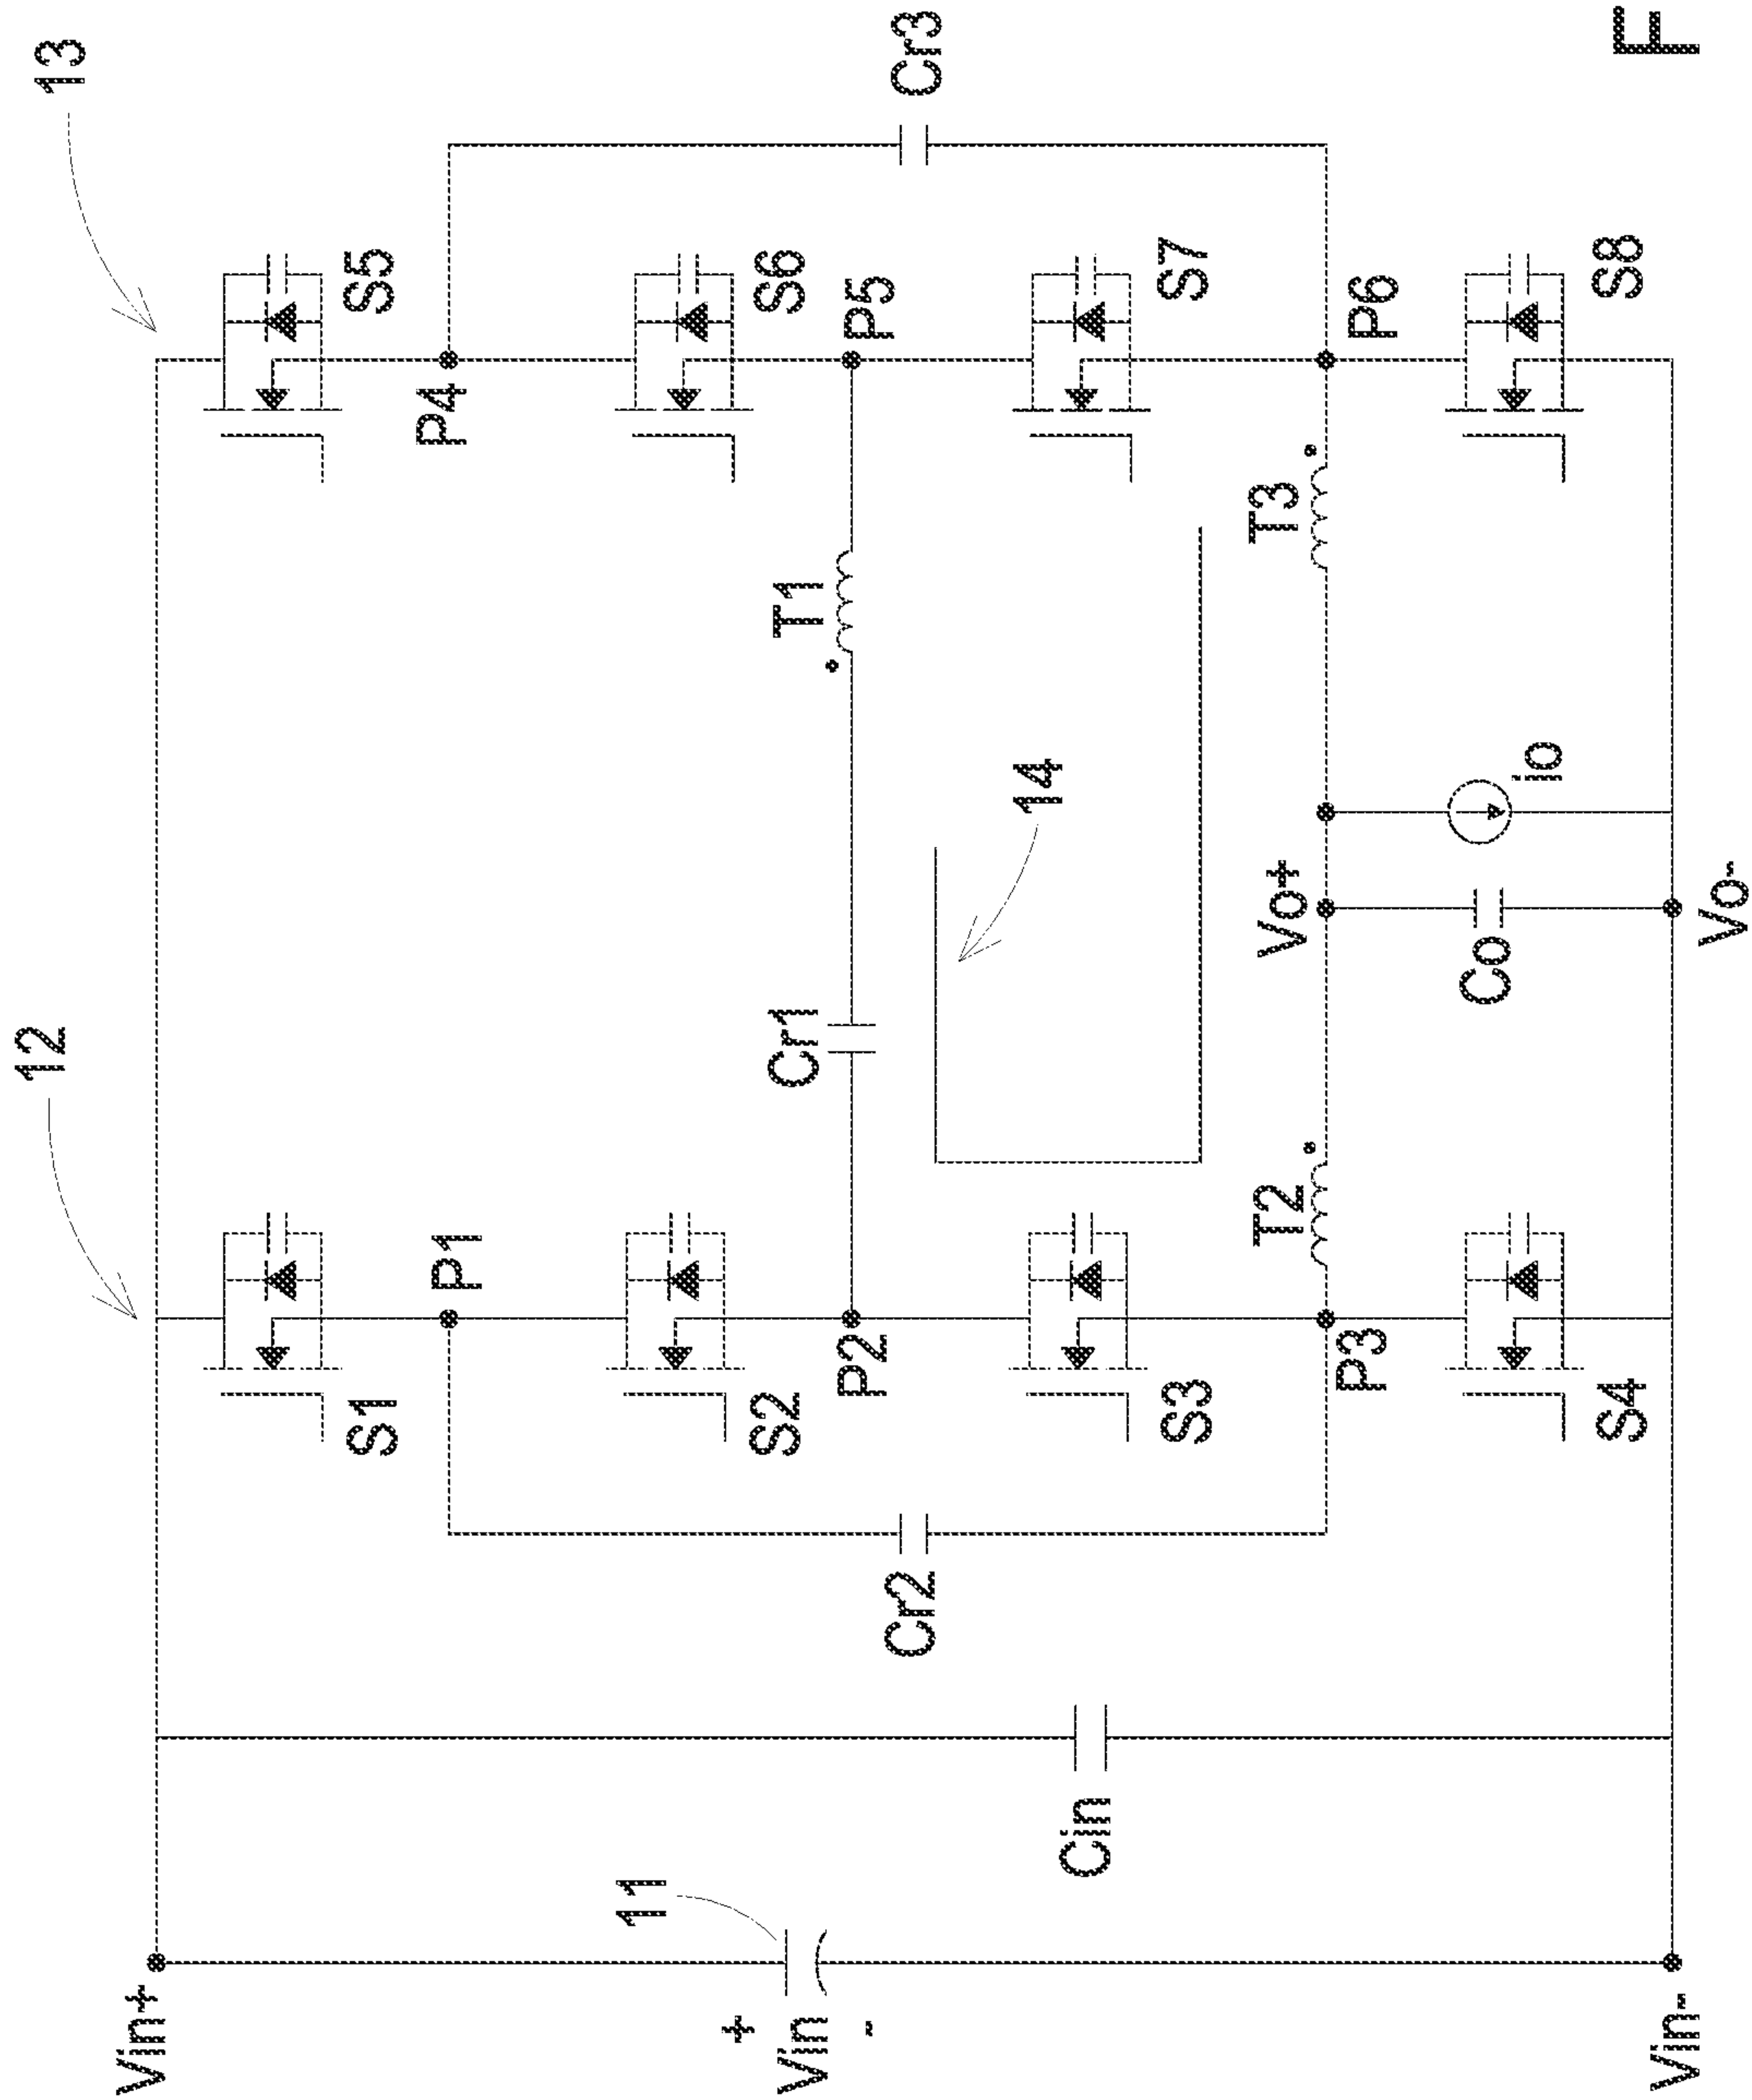 12
13
Vin+
S1
P1
S5
P4
Cr3
S2
S6
P2
Cr1
T1
P5
11
+
Vin
-
Cr2
14
Cin
S3
S7
T2
Vo+
T3
P3
P6
Co
io
S4
S8
Vin-
Vo-
F